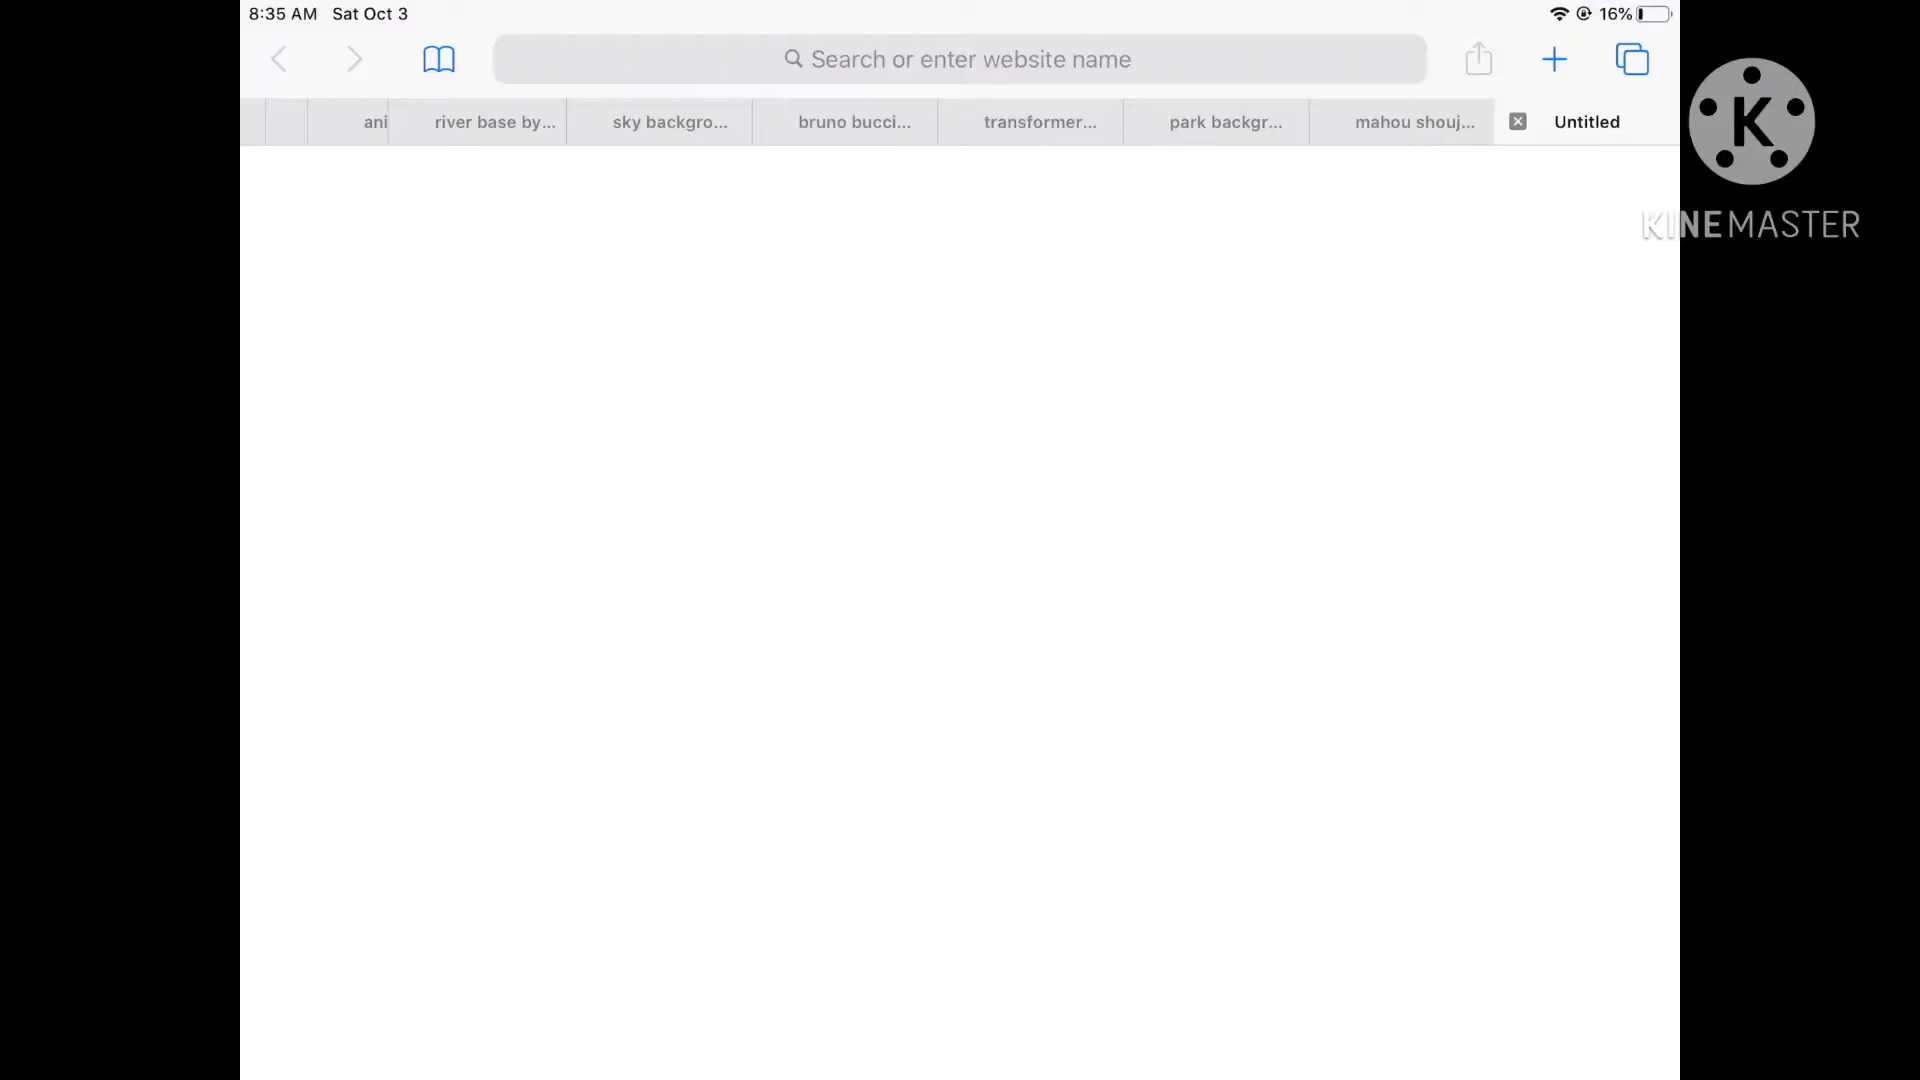 8:35 AM Sat Oct 3
16%
Search or enter website name
ani
river base by...
sky backgro...
bruno bucci...
transformer...
park backgr...
mahou shouj...
Untitled
K
KINEMASTER